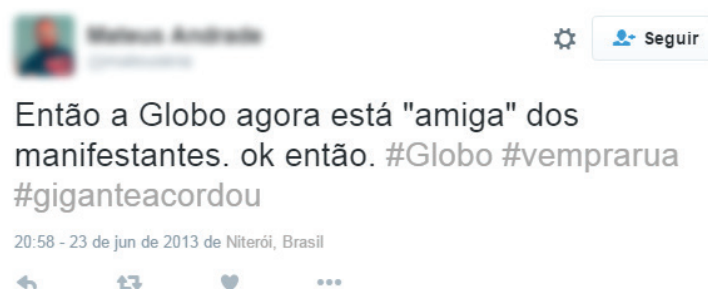 Seguir
Então a Globo agora está "amiga" dos
manifestantes. ok então. #Globo #vemprarua
#giganteacordou
20:58 - 23 de jun de 2013 de Niterói, Brasil